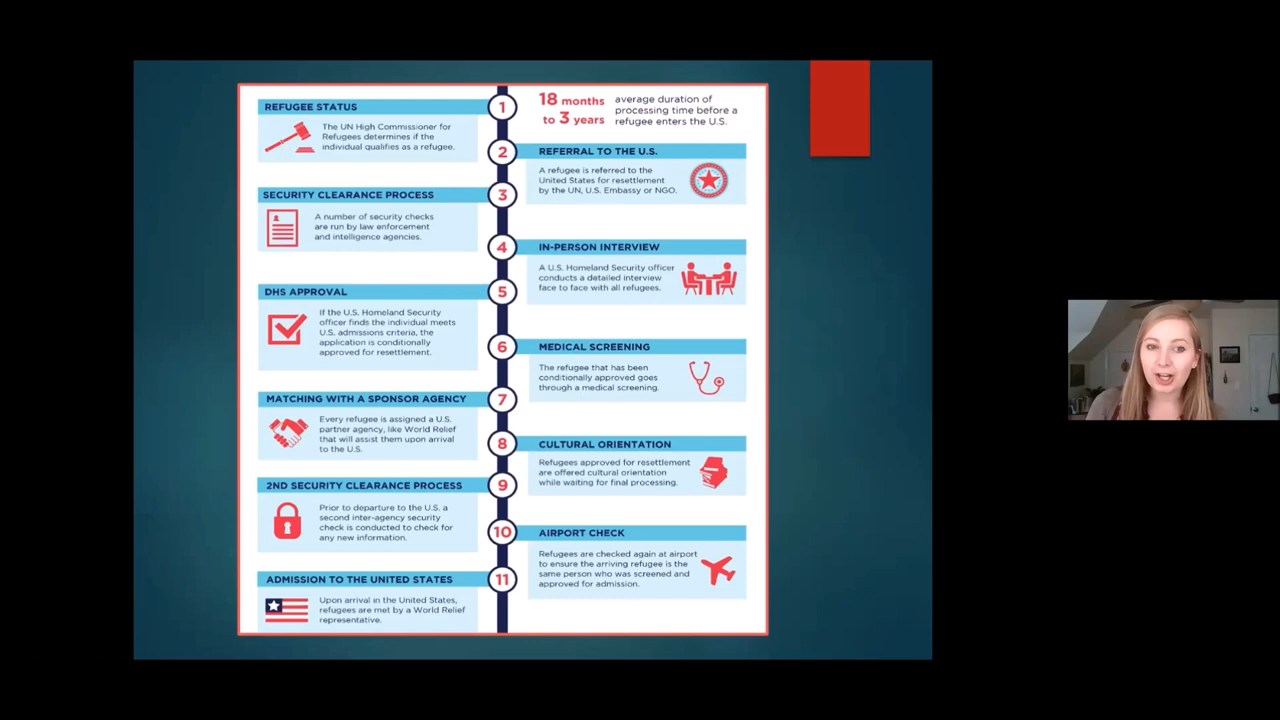 REFUGEE STATUS
The UN High Commissioner for
Refugees determines if the
individual qualifies as a refugee.
1
18 months
to 3 years
average duration of
processing time before a
refugee enters the U.S.
2
REFERRAL TO THE U.S.
A refugee is referred to the
United States for resettlement
by the UN, U.S. Embassy or NGO.
SECURITY CLEARANCE PROCESS
3
A number of security checks
are run by law enforcement
and intelligence agencies.
4
IN-PERSON INTERVIEW
A U.S. Homeland Security officer
conducts a detailed interview
face to face with all refugees.
DHS APPROVAL
5
If the U.S. Homeland Security
officer finds the individual meets
U.S. admissions criteria, the
application is conditionally
approved for resettlement.
6
MEDICAL SCREENING
The refugee that has been
conditionally approved goes
through a medical screening.
MATCHING WITH A SPONSOR AGENCY
7
Every refugee is assigned a U.S.
partner agency, like World Relief
that will assist them upon arrival
to the U.S.
8
CULTURAL ORIENTATION
Refugees approved for resettlement
are offered cultural orientation
while waiting for final processing.
2ND SECURITY CLEARANCE PROCESS
9
Prior to departure to the U.S. a
second inter-agency security
check is conducted to check for
any new information.
10
AIRPORT CHECK
Refugees are checked again at airport
to ensure the arriving refugee is the
same person who was screened and
approved for admission.
ADMISSION TO THE UNITED STATES
11
Upon arrival in the United States,
refugees are met by a World Relief
representative.